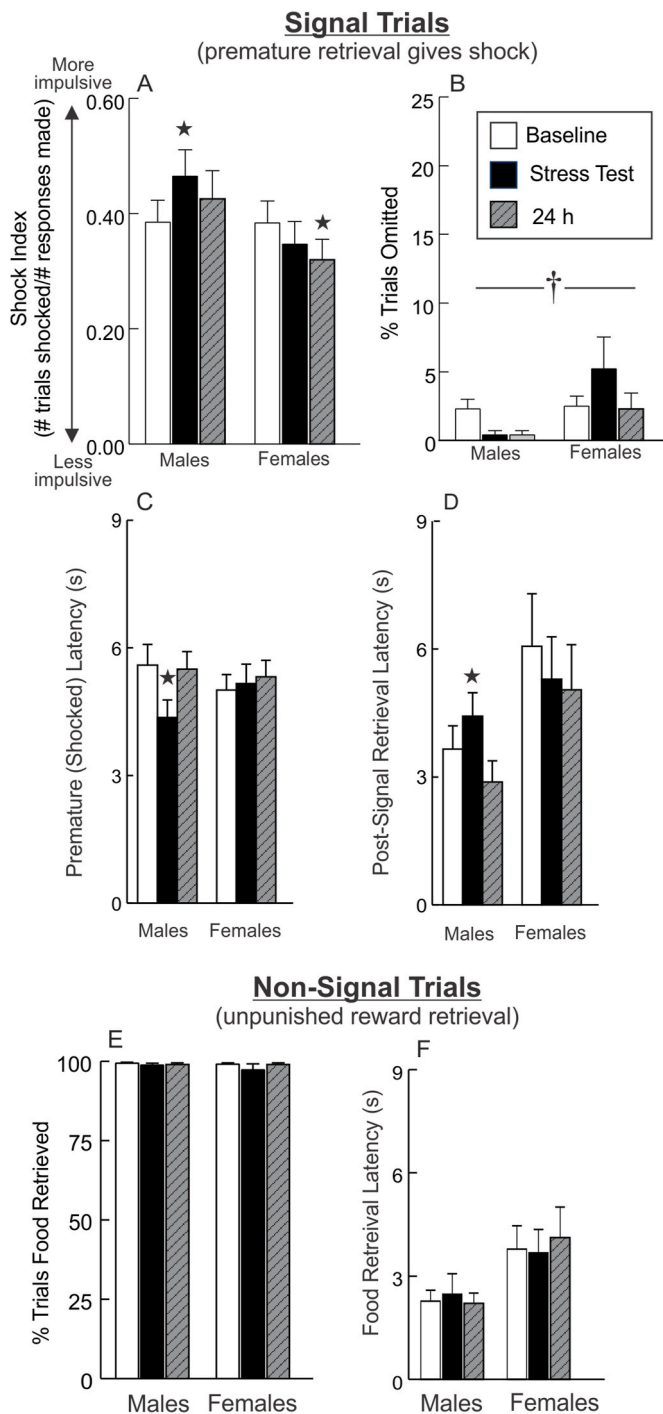 Signal Trials
(premature retrieval gives shock)
More
impulsive
A
Shock Index
(# trials shocked/# responses made)
0.60
0.40
0.20
0.00
Less
impulsive
★
★
Males
Females
B
% Trials Omitted
25
20
15
10
5
0
Baseline
Stress Test
24 h
†
Males
Females
C
Premature (Shocked) Latency (s)
9
6
3
0
★
Males
Females
D
Post-Signal Retrieval Latency (s)
9
6
3
0
★
Males
Females
Non-Signal Trials
(unpunished reward retrieval)
E
% Trials Food Retrieved
100
75
50
25
0
Males
Females
F
Food Retreival Latency (s)
9
6
3
0
Males
Females